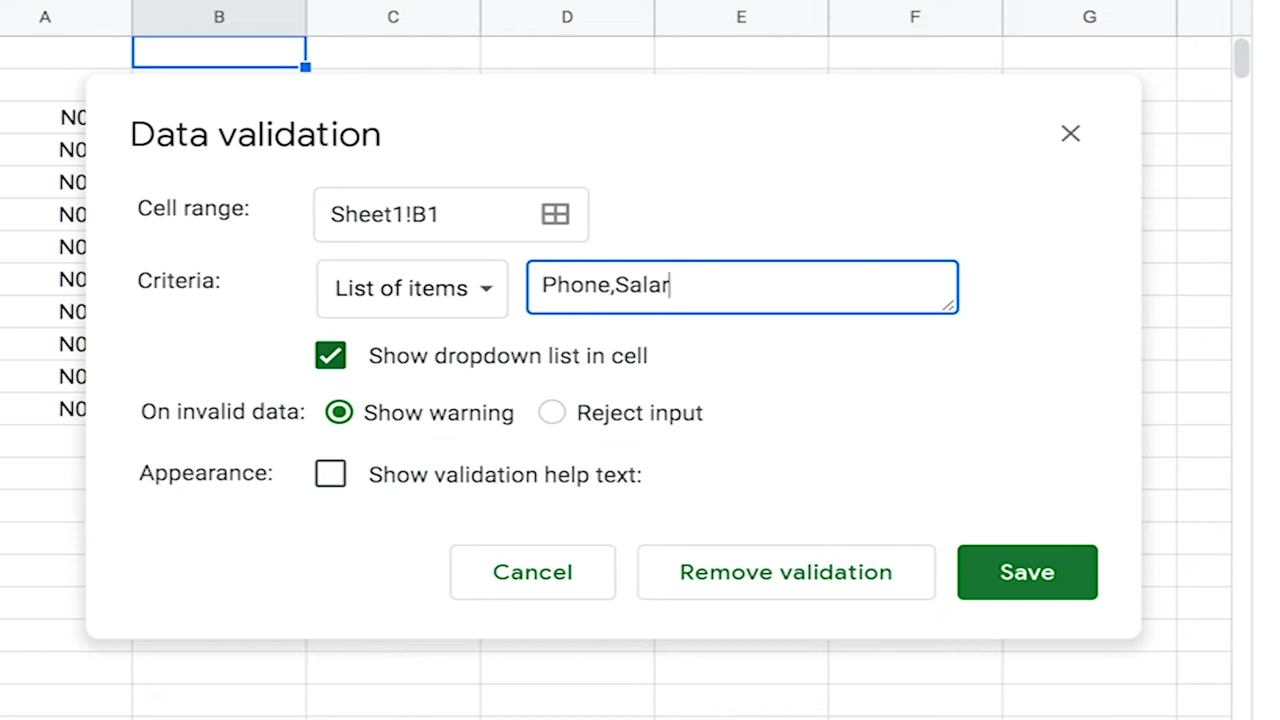 A B C D E F G
N0
Data validation
N0
N0
Cell range: Sheet1!B1
N0
N0
Criteria: List of items Phone,Salar
N0
N0
N0
Show dropdown list in cell
N0
N0
On invalid data: Show warning Reject input
Appearance: Show validation help text:
Cancel Remove validation Save